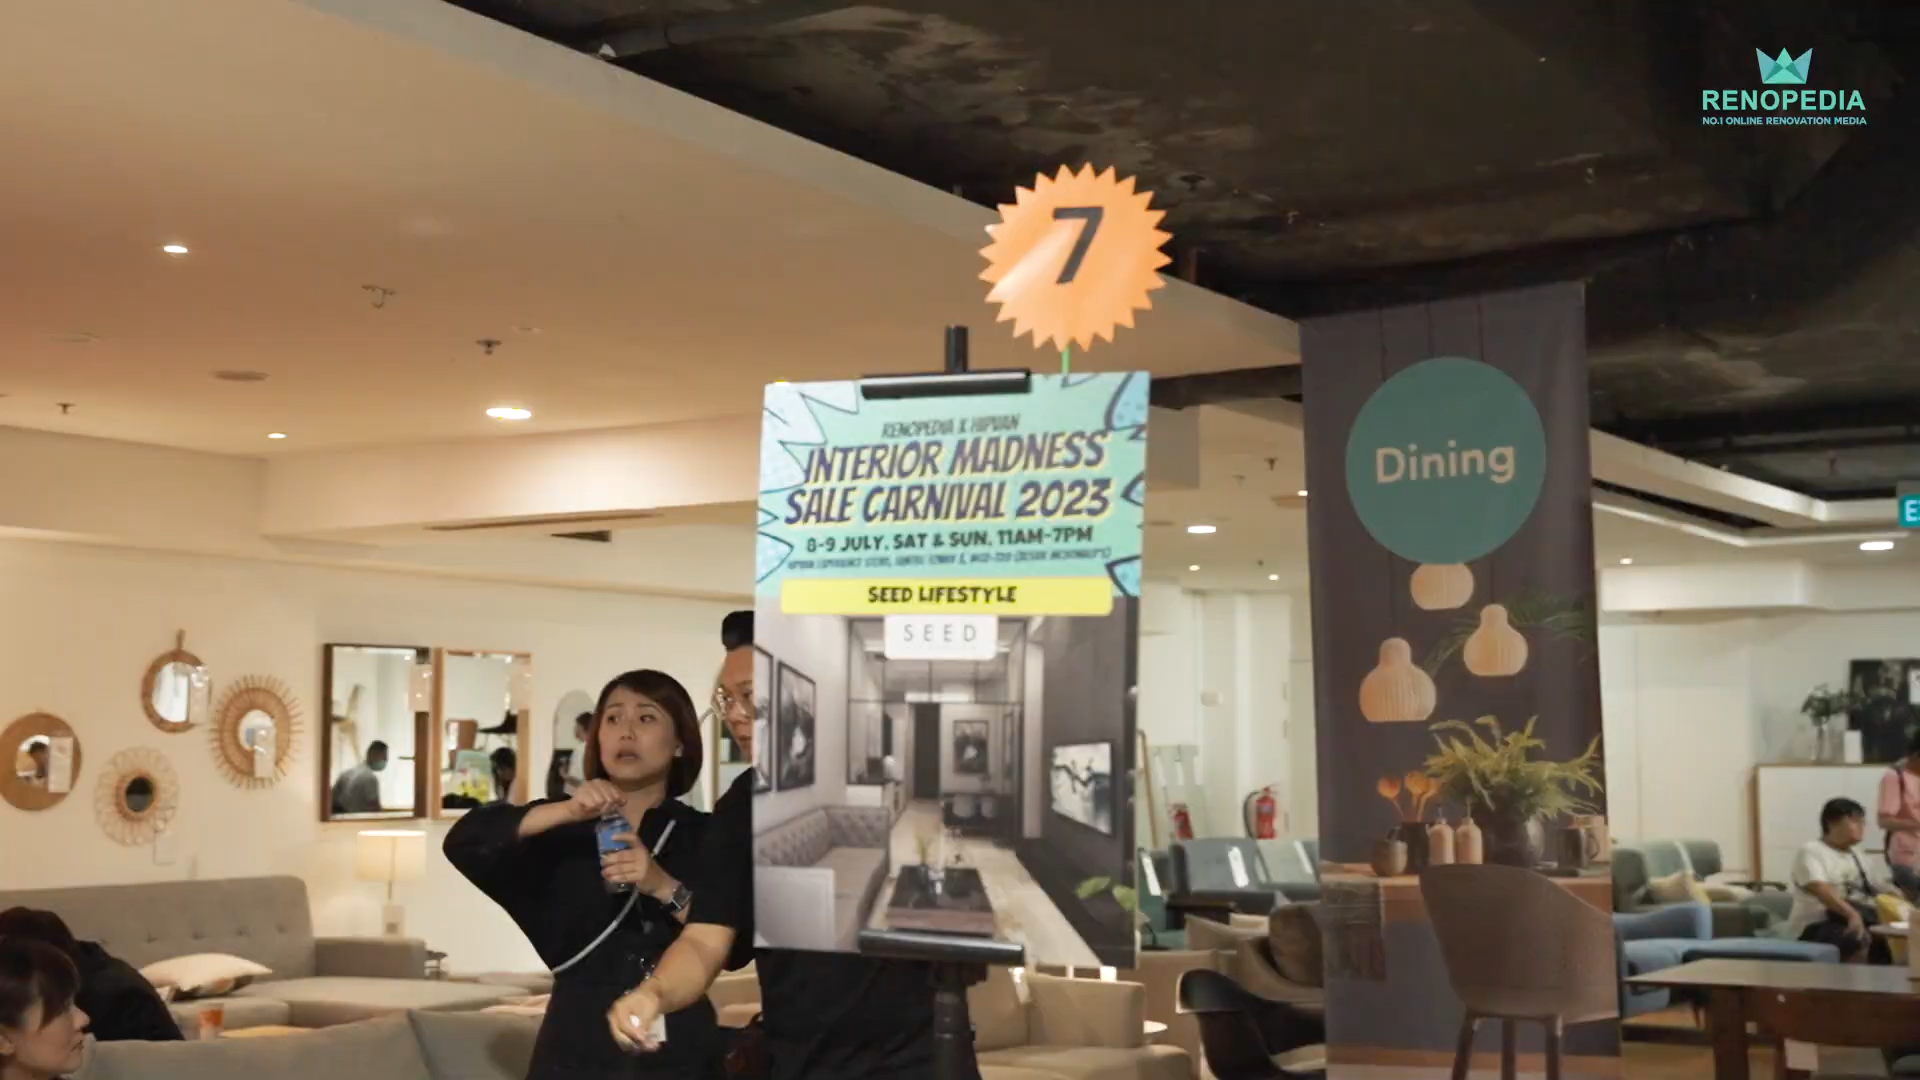 RENOPEDIA
NO.1 ONLINE RENOVATION MEDIA
7
RENOPEDIA X HIPVAN
INTERIOR MADNESS
SALE CARNIVAL 2023
8-9 JULY, SAT & SUN, 11AM-7PM
SEED LIFESTYLE
SEED
Dining
E